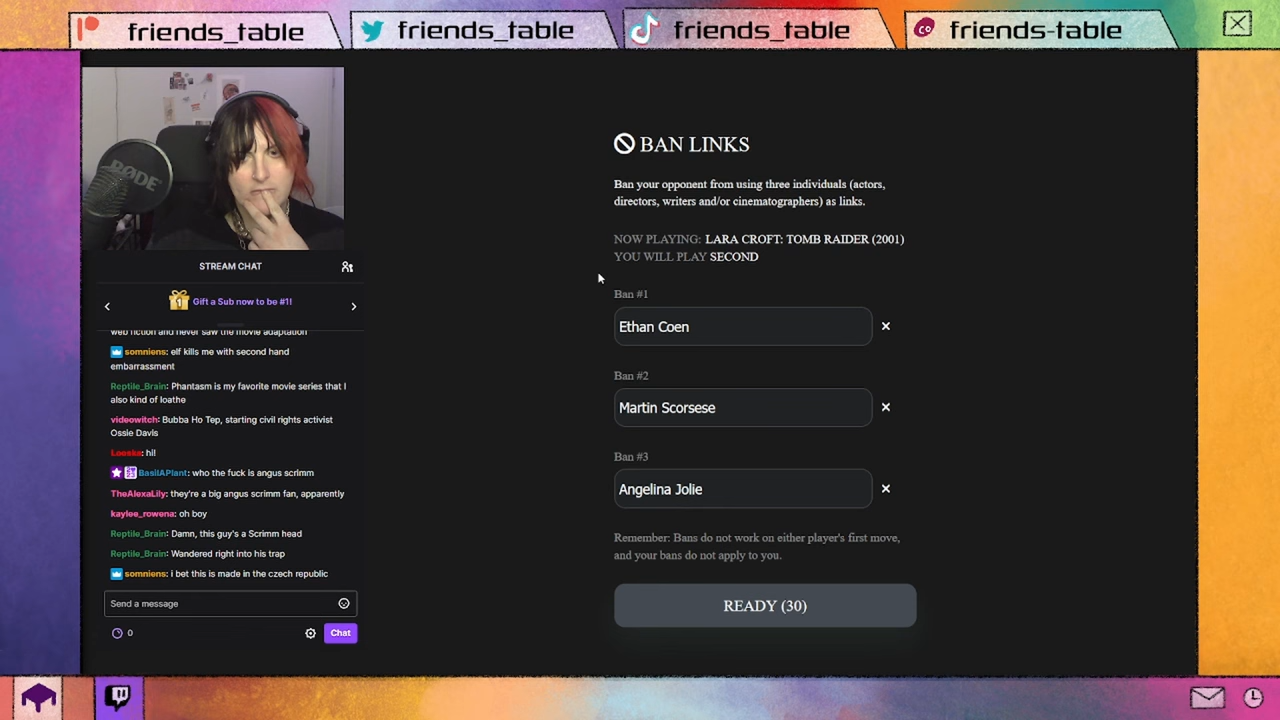 friends_table
friends_table
friends_table
co
friends-table
RØDE
STREAM CHAT
1
Gift a Sub now to be #1!
web fiction and never saw the movie adaptation
somniens: elf kills me with second hand
embarrassment
Reptile_Brain: Phantasm is my favorite movie series that I
also kind of loathe
videowitch: Bubba Ho Tep, starting civil rights activist
Ossie Davis
Looske: hi!
BasilAPlant: who the fuck is angus scrimm
TheAlexaLily: they're a big angus scrimm fan, apparently
kaylee_rowena: oh boy
Reptile_Brain: Damn, this guy's a Scrimm head
Reptile_Brain: Wandered right into his trap
somniens: i bet this is made in the czech republic
Send a message
0
Chat
BAN LINKS
Ban your opponent from using three individuals (actors,
directors, writers and/or cinematographers) as links.
NOW PLAYING: LARA CROFT: TOMB RAIDER (2001)
YOU WILL PLAY SECOND
Ban #1
Ethan Coen
Ban #2
Martin Scorsese
Ban #3
Angelina Jolie
Remember: Bans do not work on either player's first move,
and your bans do not apply to you.
READY (30)